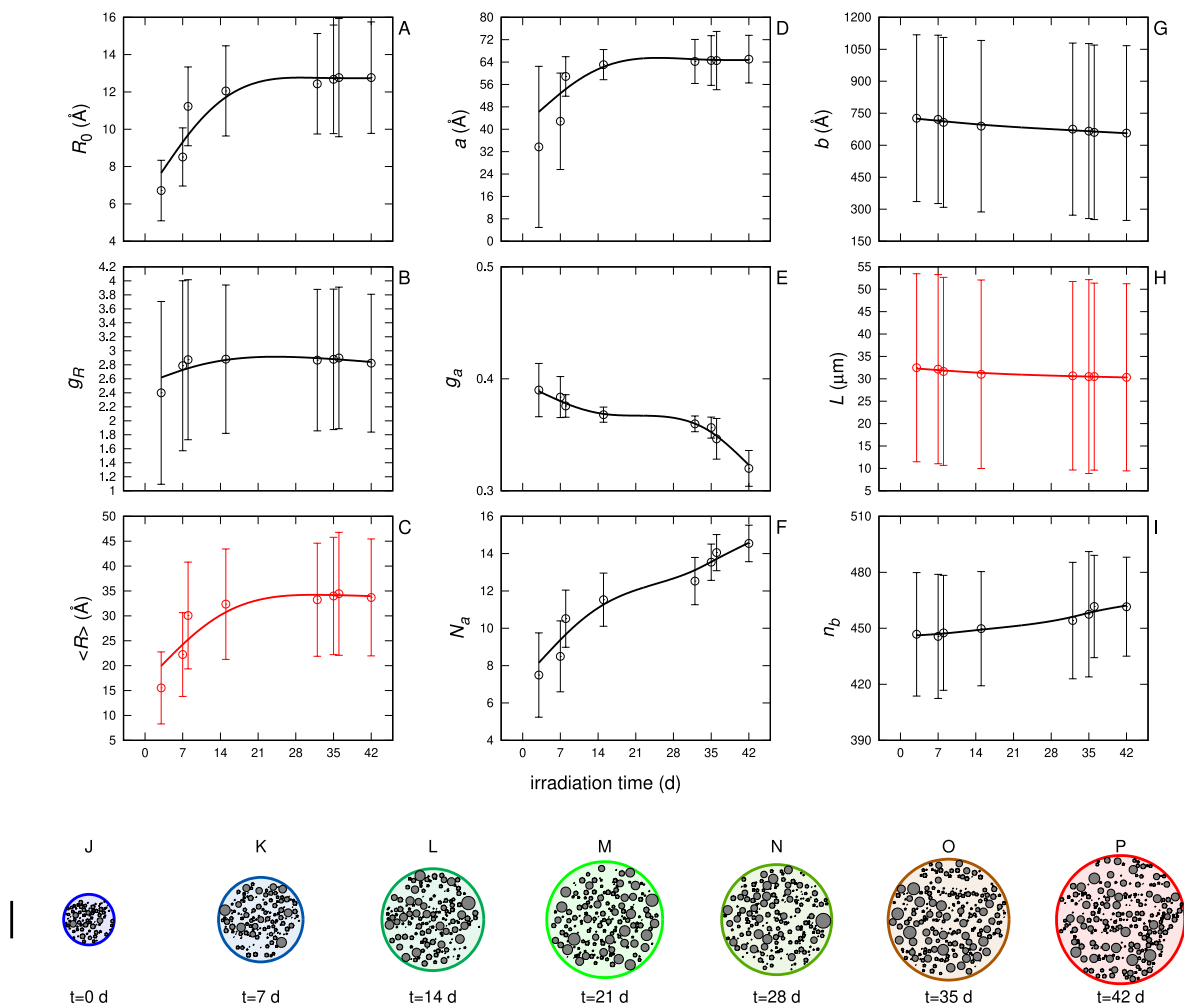 16 14 12 10 8 6 4
R0 (Å)
A
80 72 64 56 48 40 32 24 16 8 0
a (Å)
D
1200 1050 900 750 600 450 300 150
b (Å)
G
4.2 4 3.8 3.6 3.4 3.2 3 2.8 2.6 2.4 2.2 2 1.8 1.6 1.4 1.2 1
gR
B
0.5 0.4 0.3
ga
E
55 50 45 40 35 30 25 20 15 10 5
L (μm)
H
50 45 40 35 30 25 20 15 10 5
<R> (Å)
C
16 14 12 10 8 6 4
Na
F
510 480 450 420 390
nb
I
0 7 14 21 28 35 42
0 7 14 21 28 35 42
0 7 14 21 28 35 42
irradiation time (d)
J K L M N O P
t=0 d t=7 d t=14 d t=21 d t=28 d t=35 d t=42 d